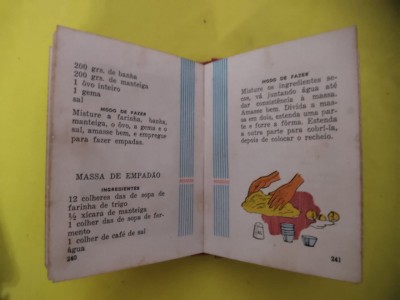 200 grs. de banha
200 grs. de manteiga
1 ôvo inteiro
1 gema
sal
MODO DE FAZER
Misture a farinha, banha,
manteiga, o ôvo, a gema e o
sal, amasse bem, e empregue
para fazer empadas.
MASSA DE EMPADÃO
INGREDIENTES
12 colheres das de sopa de
farinha de trigo
½ xícara de manteiga
1 colher das de sopa de fer-
mento
1 colher de café de sal
água
240
MODO DE FAZER
Misture os ingredientes se-
cos, vá juntando água até
dar consistência à massa.
Amasse bem. Divida a mas-
sa em dois, estenda uma par-
te e forre a fôrma. Estenda
a outra parte para cobri-la,
depois de colocar o recheio.
241